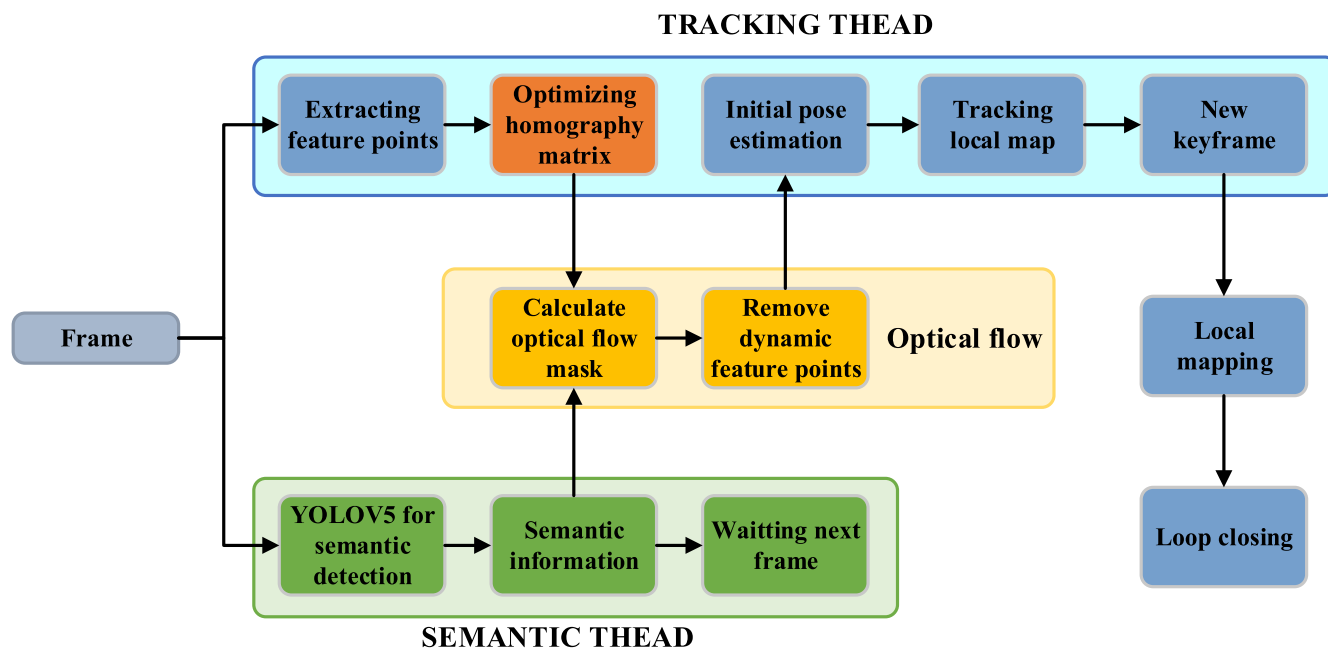 TRACKING THEAD
Extracting
feature points
Optimizing
homography
matrix
Initial pose
estimation
Tracking
local map
New
keyframe
Frame
Calculate
optical flow
mask
Remove
dynamic
feature points
Optical flow
Local
mapping
YOLOV5 for
semantic
detection
Semantic
information
Waitting next
frame
Loop closing
SEMANTIC THEAD